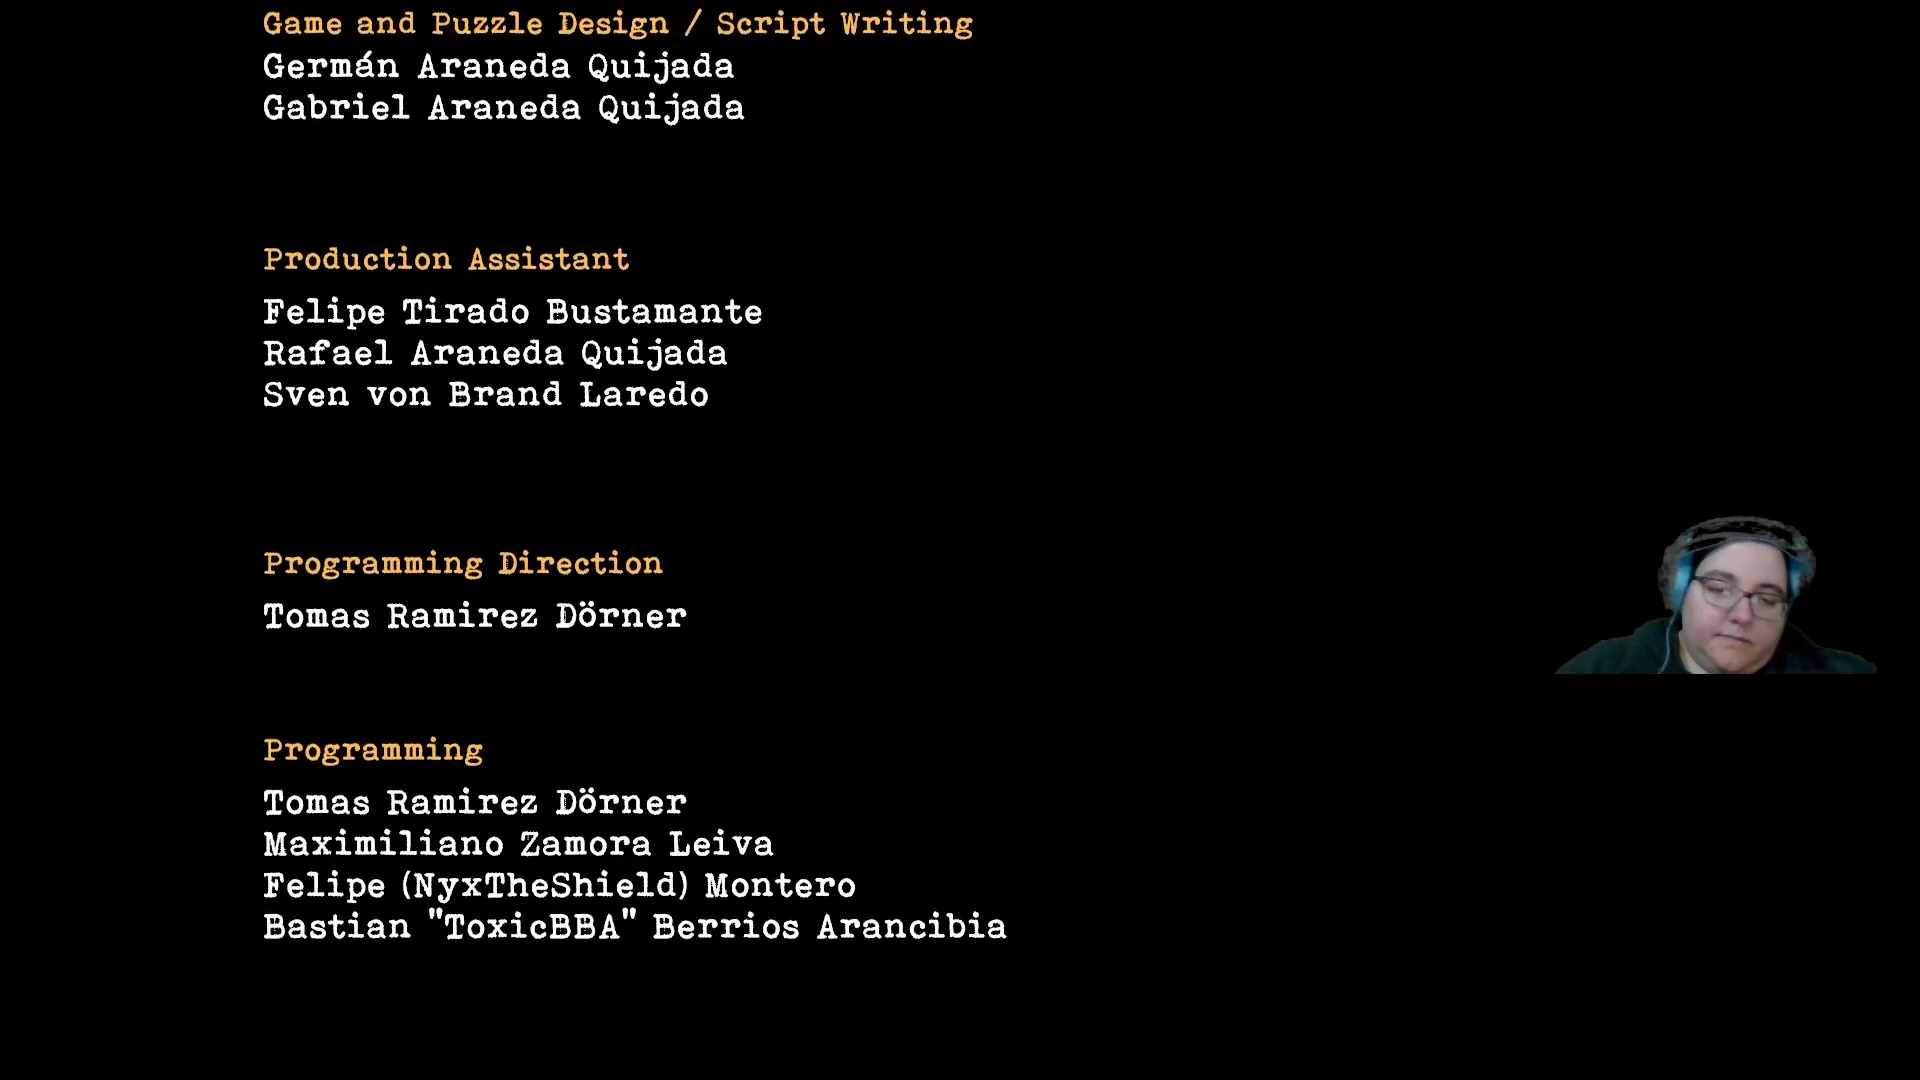 Game and Puzzle Design / Script Writing
Germán Araneda Quijada
Gabriel Araneda Quijada
Production Assistant
Felipe Tirado Bustamante
Rafael Araneda Quijada
Sven von Brand Laredo
Programming Direction
Tomas Ramirez Dörner
Programming
Tomas Ramirez Dörner
Maximiliano Zamora Leiva
Felipe (NyxTheShield) Montero
Bastian "ToxicBBA" Berrios Arancibia